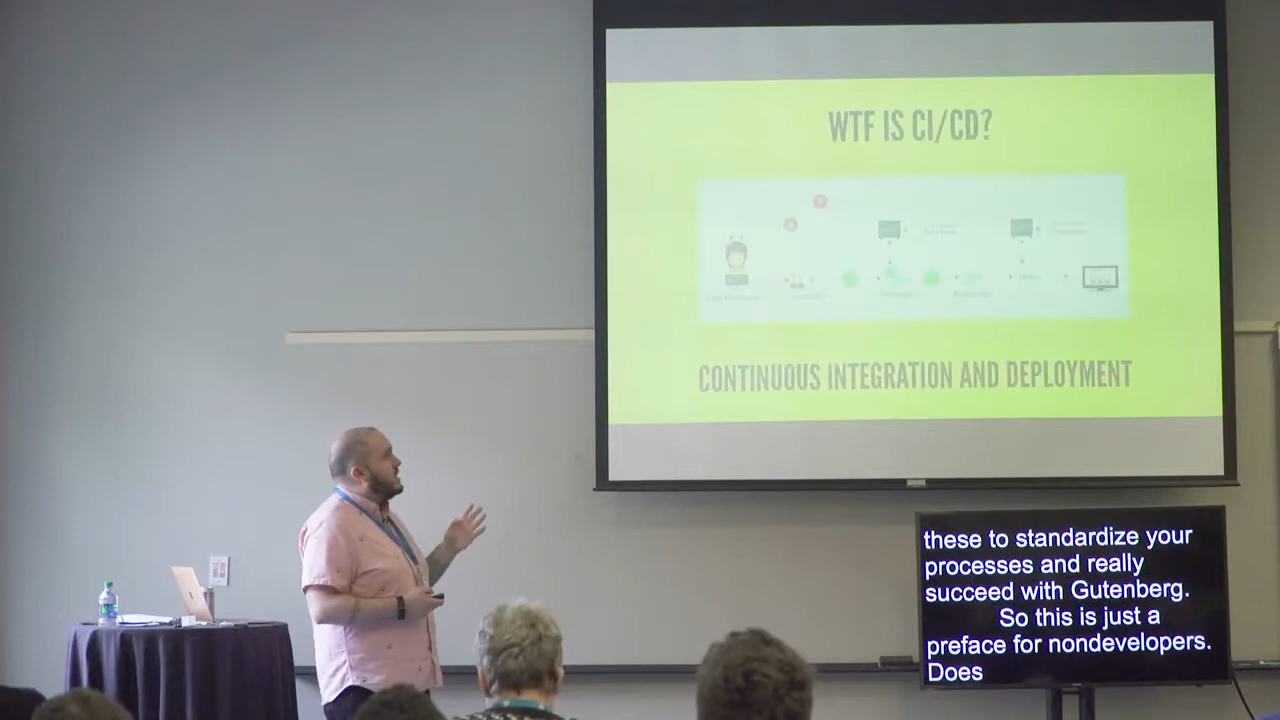 WTF IS CI/CD?
CONTINUOUS INTEGRATION AND DEPLOYMENT
these to standardize your
processes and really
succeed with Gutenberg.
So this is just a
preface for nondevelopers.
Does